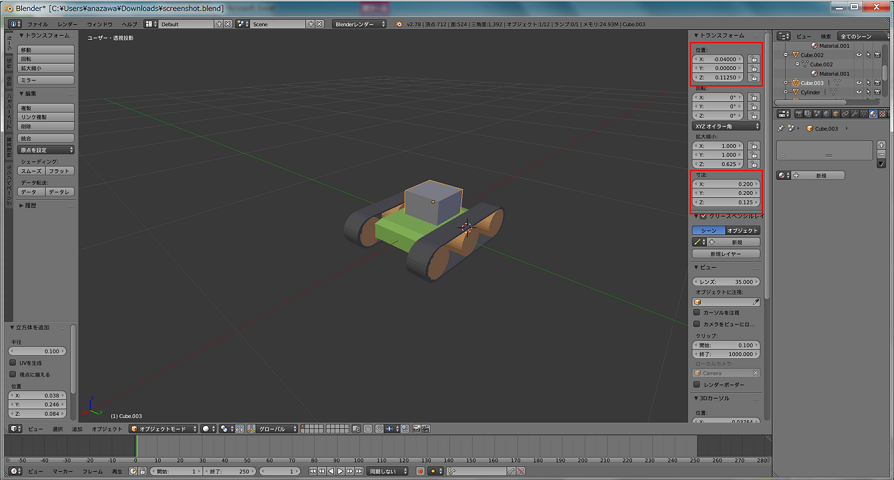 Blender* [C:¥Users¥anazawa¥Downloads¥screenshot.blend]
ファイル レンダー ウィンドウ ヘルプ Default Scene Blenderレンダー v2.78 | 頂点:712 | 面:524 | 三角面:1,392 | オブジェクト:1/12 | ランプ:0/1 | メモリ:24.93M | Cube.003
▼トランスフォーム
移動
回転
拡大縮小
ミラー
▼編集
複製
リンク複製
削除
統合
原点を設定
シェーディング:
スムーズ フラット
データ転送:
データ データレ
▶履歴
▼立方体を追加
半径
0.100
UVを生成
視点に揃える
位置
X: 0.038
Y: 0.246
Z: 0.084
ユーザー・透視投影
(1) Cube.003
▼トランスフォーム
位置:
X: -0.04000
Y: 0.00000
Z: 0.11250
回転:
X: 0°
Y: 0°
Z: 0°
XYZ オイラー角
拡大縮小:
X: 1.000
Y: 1.000
Z: 0.625
寸法:
X: 0.200
Y: 0.200
Z: 0.125
グリースペンシルレイ
シーン オブジェクト
新規
新規レイヤー
▼ビュー
レンズ: 35.000
オブジェクトに注視:
カーソルを注視
カメラをビューにロ...
クリップ:
開始: 0.100
終了: 1000.000
ローカルカメラ:
Camera
レンダーボーダー
▼3Dカーソル
位置:
ビュー 検索 全てのシーン
Material.001
Cube.002
Cube.002
Material.001
Cube.003
Cylinder
Cube.003
新規
ビュー 選択 追加 オブジェクト オブジェクトモード グローバル
0 10 20 30 40 50 60 70 80 90 100 110 120 130 140 150 160 170 180 190 200 210 220 230 240 250 260 270 280
ビュー マーカー フレーム 再生 開始: 1 終了: 250 1 同期しない